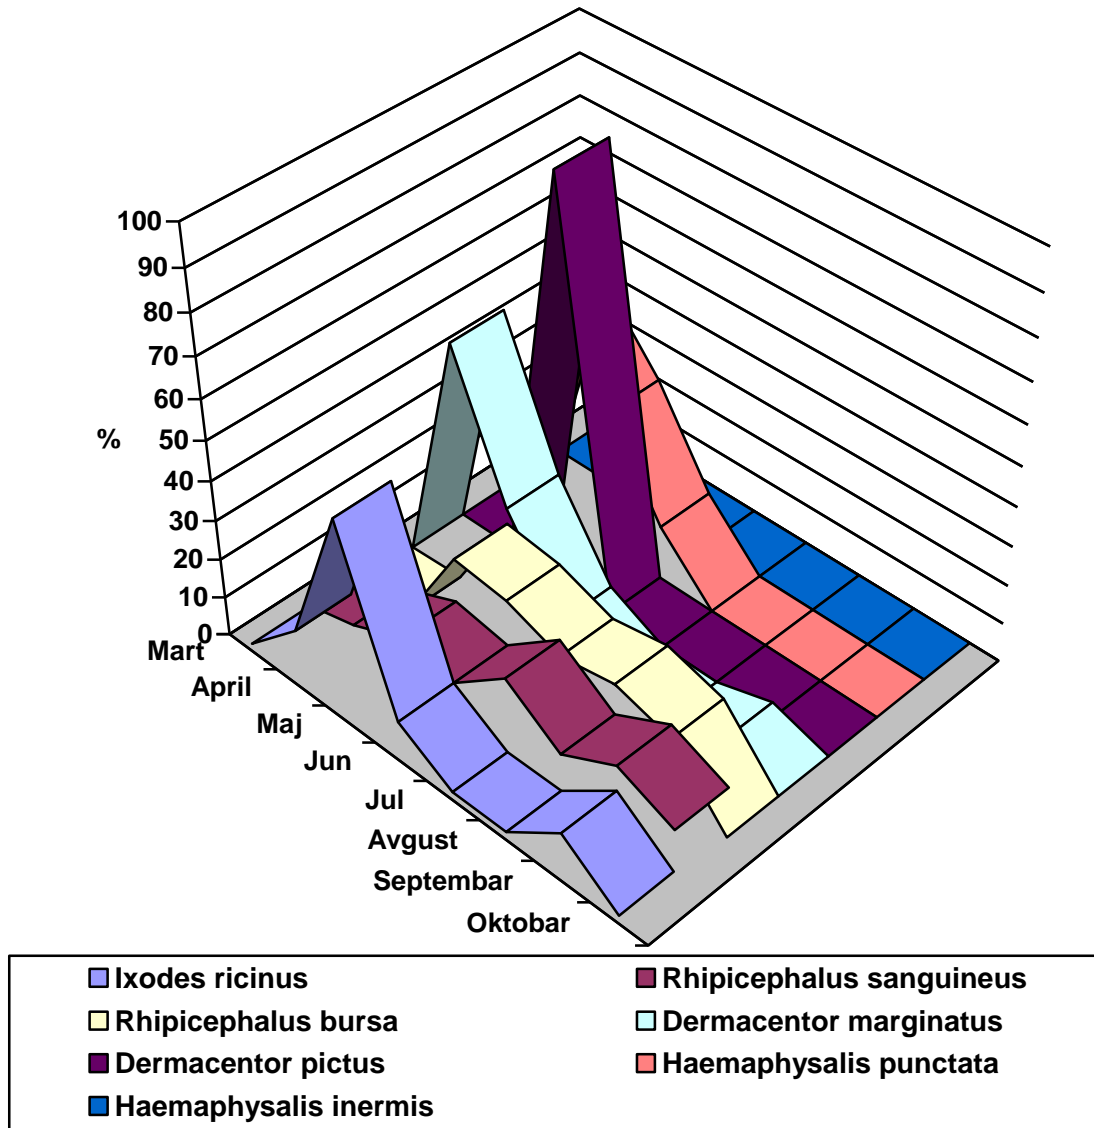 100
90
80
70
60
%
50
40
30
20
10
0
Mart
April
Maj
Jun
Jul
Avgust
Septembar
Oktobar
Ixodes ricinus
Rhipicephalus sanguineus
Rhipicephalus bursa
Dermacentor marginatus
Dermacentor pictus
Haemaphysalis punctata
Haemaphysalis inermis